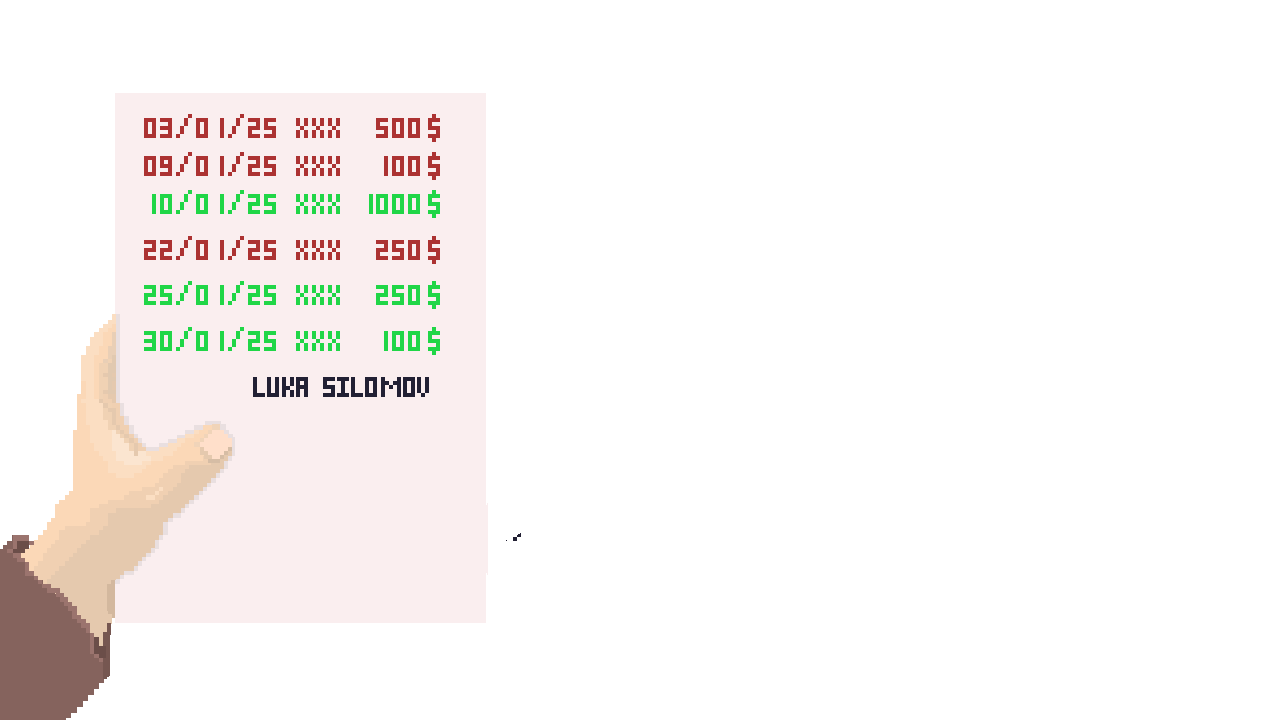 03/01/25 XXX 500$
09/01/25 XXX 100$
10/01/25 XXX 1000$
22/01/25 XXX 250$
25/01/25 XXX 250$
30/01/25 XXX 100$
LUKA SILOMOV